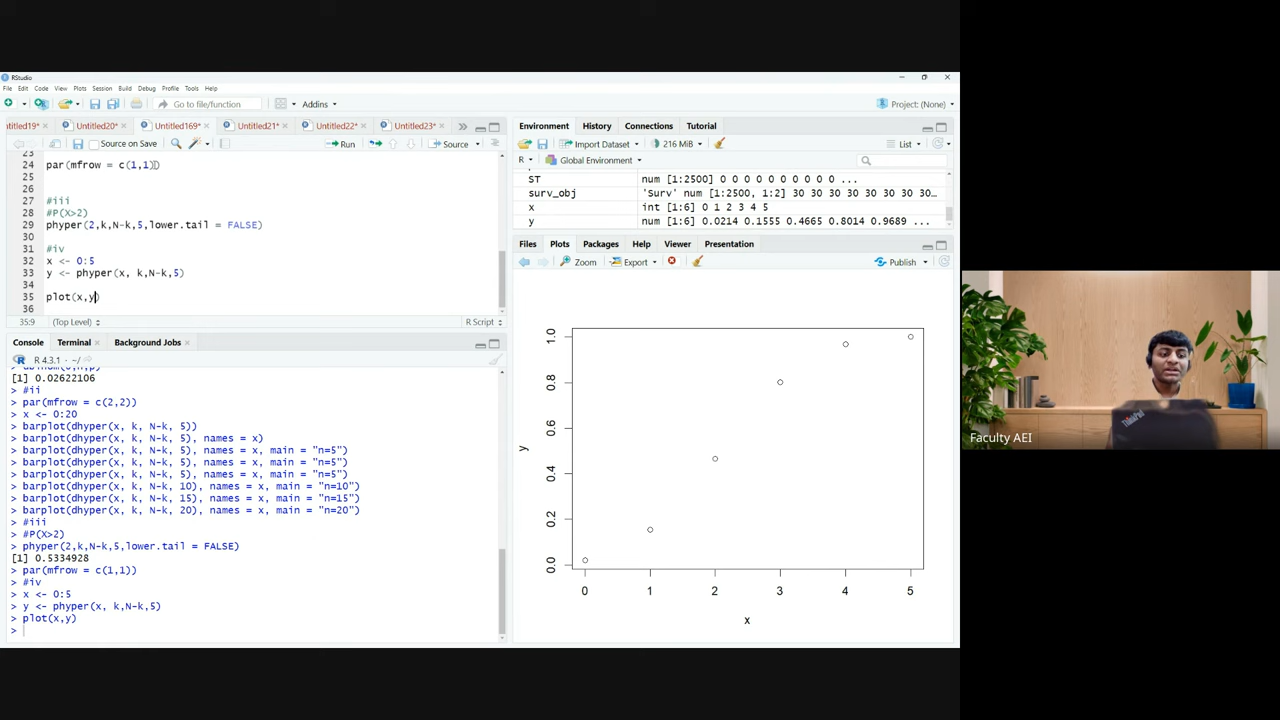 RStudio
File Edit Code View Plots Session Build Debug Profile Tools Help
Go to file/function Addins Project: (None)
ntitled19* Untitled20* Untitled169* Untitled21* Untitled22* Untitled23*
Source on Save Run Source
23
24 par(mfrow = c(1,1))
25
26
27 #iii
28 #P(X>2)
29 phyper(2,k,N-k,5,lower.tail = FALSE)
30
31 #iv
32 x <- 0:5
33 y <- phyper(x, k,N-k,5)
34
35 plot(x,y)
36
35:9 (Top Level) R Script
Console Terminal Background Jobs
R 4.3.1 · ~/
[1] 0.02622106
> #ii
> par(mfrow = c(2,2))
> x <- 0:20
> barplot(dhyper(x, k, N-k, 5))
> barplot(dhyper(x, k, N-k, 5), names = x)
> barplot(dhyper(x, k, N-k, 5), names = x, main = "n=5")
> barplot(dhyper(x, k, N-k, 5), names = x, main = "n=5")
> barplot(dhyper(x, k, N-k, 5), names = x, main = "n=5")
> barplot(dhyper(x, k, N-k, 10), names = x, main = "n=10")
> barplot(dhyper(x, k, N-k, 15), names = x, main = "n=15")
> barplot(dhyper(x, k, N-k, 20), names = x, main = "n=20")
> #iii
> #P(X>2)
> phyper(2,k,N-k,5,lower.tail = FALSE)
[1] 0.5334928
> par(mfrow = c(1,1))
> #iv
> x <- 0:5
> y <- phyper(x, k,N-k,5)
> plot(x,y)
>
Environment History Connections Tutorial
Import Dataset 216 MiB List
R Global Environment
ST num [1:2500] 0 0 0 0 0 0 0 0 0 0 ...
surv_obj 'Surv' num [1:2500, 1:2] 30 30 30 30 30 30 30…
x int [1:6] 0 1 2 3 4 5
y num [1:6] 0.0214 0.1555 0.4665 0.8014 0.9689 ...
Files Plots Packages Help Viewer Presentation
Zoom Export Publish
1.0
0.8
0.6
0.4
0.2
0.0
y
0 1 2 3 4 5
x
ThinkPad
Faculty AEI